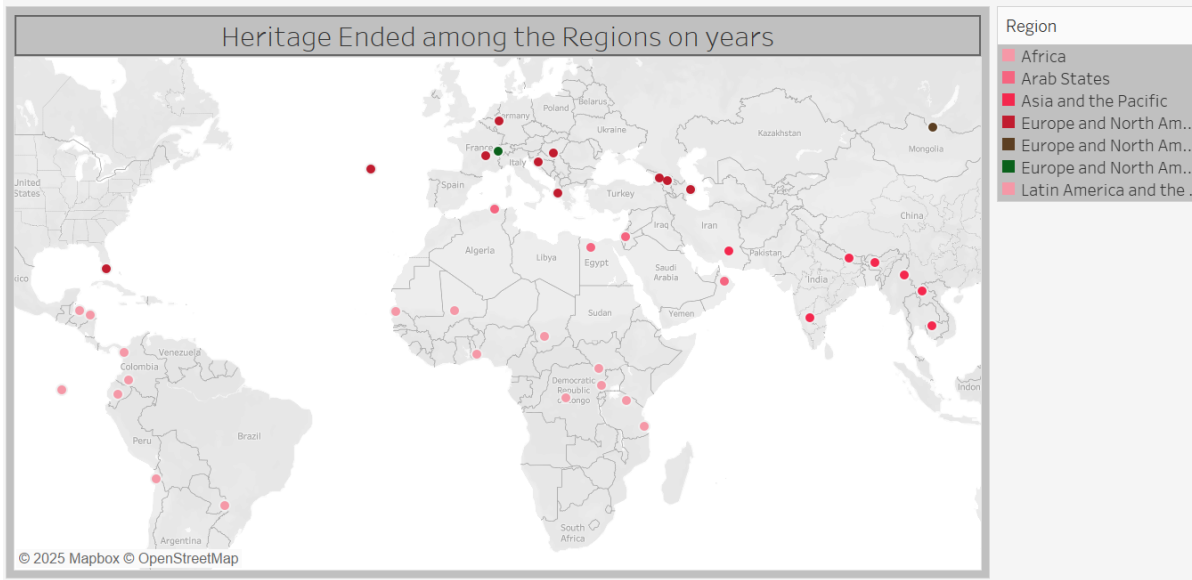 Heritage Ended among the Regions on years
Region
Africa
Arab States
Asia and the Pacific
Europe and North Am..
Europe and North Am..
Europe and North Am..
Latin America and the ..
Poland
Belarus
Germany
Ukraine
Kazakhstan
Mongolia
France
Italy
United
States
Spain
Turkey
China
Iraq
Iran
Algeria
Libya
Egypt
Pakistan
Saudi
Arabia
India
Sudan
Yemen
Venezuela
Colombia
Democratic
Republic
of Congo
Indon
Peru
Brazil
South
Africa
Argentina
© 2025 Mapbox © OpenStreetMap